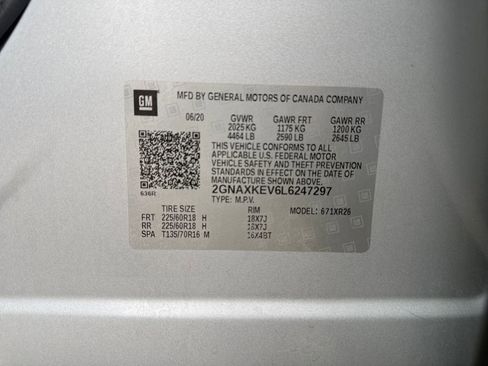 GM
MFD BY GENERAL MOTORS OF CANADA COMPANY
06/20 GVWR GAWR FRT GAWR RR
2025 KG 1175 KG 1200 KG
4464 LB 2590 LB 2645 LB
THIS VEHICLE CONFORMS TO ALL
APPLICABLE U.S. FEDERAL MOTOR
VEHICLE SAFETY AND THEFT PREVENTION
STANDARDS IN EFFECT ON THE DATE OF
MANUFACTURE SHOWN ABOVE.
636R 2GNAXKEV6L6247297
TYPE: M.P.V.
TIRE SIZE RIM MODEL: 671XR26
FRT 225/60R18 H 18X7J
RR 225/60R18 H 18X7J
SPA T135/70R16 M 16X4BT